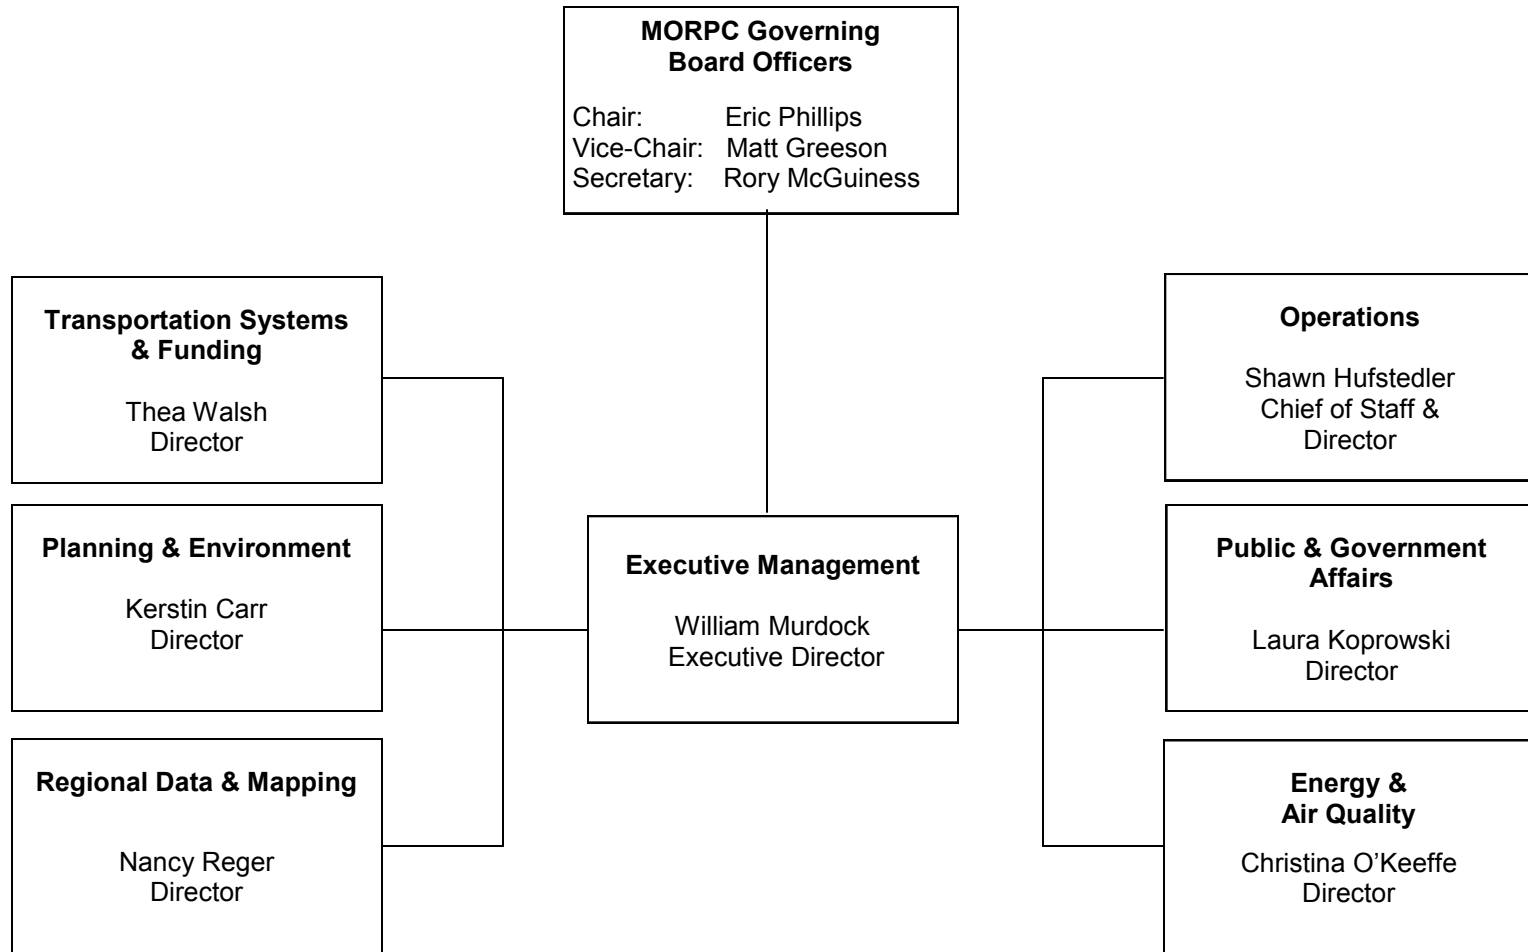 MORPC Governing
Board Officers
Chair: Eric Phillips
Vice-Chair: Matt Greeson
Secretary: Rory McGuiness
Transportation Systems
& Funding
Thea Walsh
Director
Operations
Shawn Hufstedler
Chief of Staff &
Director
Planning & Environment
Kerstin Carr
Director
Executive Management
William Murdock
Executive Director
Public & Government
Affairs
Laura Koprowski
Director
Regional Data & Mapping
Nancy Reger
Director
Energy &
Air Quality
Christina O’Keeffe
Director